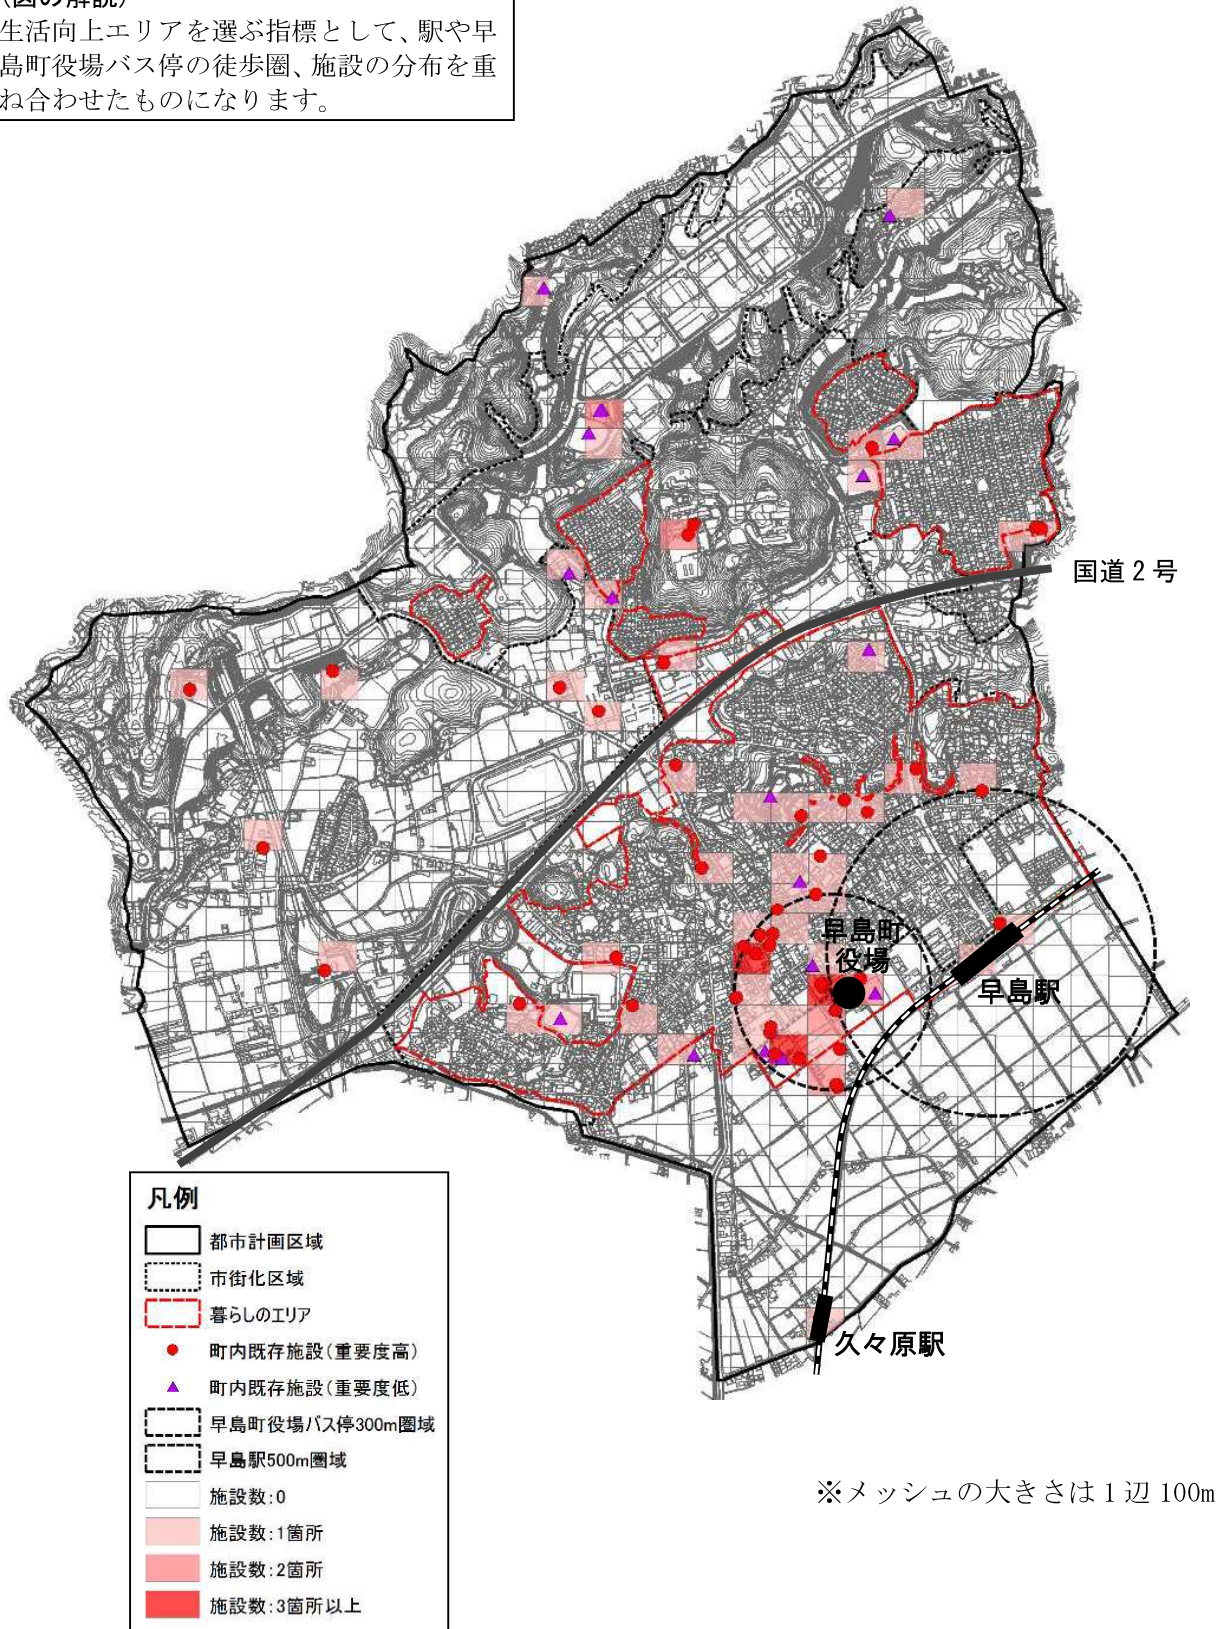 (図の解説)
生活向上エリアを選ぶ指標として、駅や早
島町役場バス停の徒歩圏、施設の分布を重
ね合わせたものになります。
国道2号
早島町
役場
早島駅
久々原駅
凡例
都市計画区域
市街化区域
暮らしのエリア
町内既存施設(重要度高)
町内既存施設(重要度低)
早島町役場バス停300m圏域
早島駅500m圏域
施設数:0
施設数:1箇所
施設数:2箇所
施設数:3箇所以上
※メッシュの大きさは1辺100m